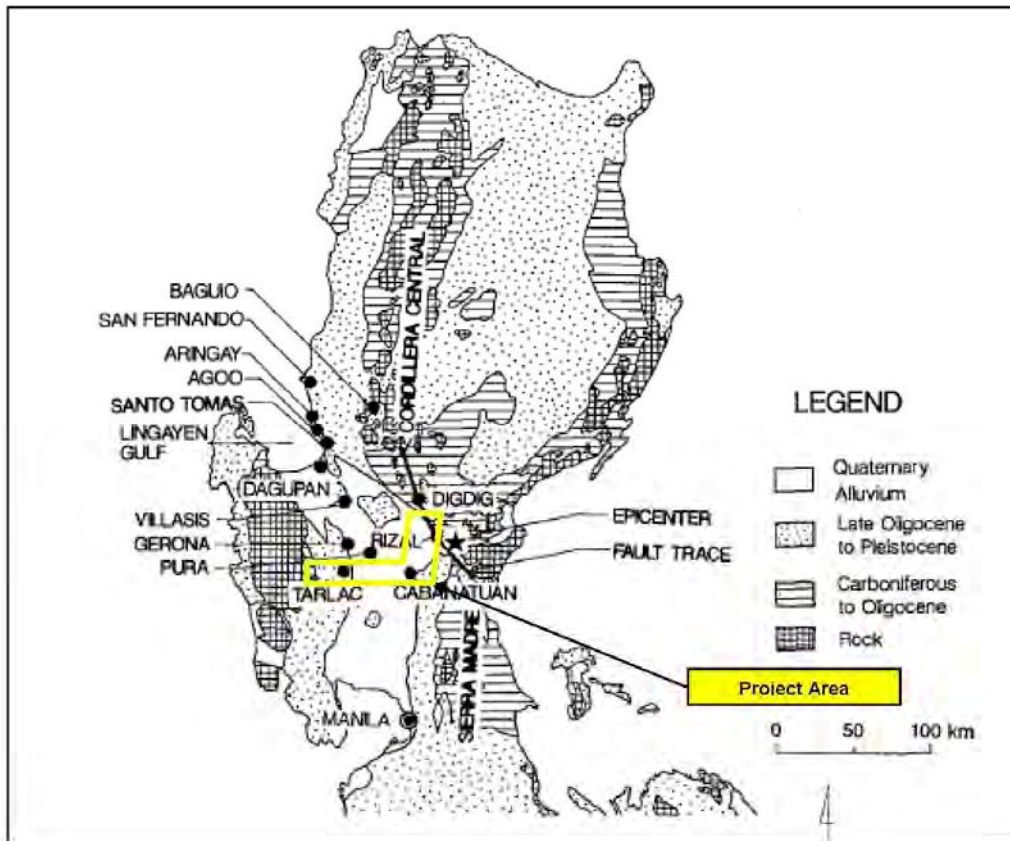 BAGUIO
SAN FERNANDO
ARINGAY
AGOO
SANTO TOMAS
LINGAYEN
GULF
DAGUPAN
VILLASIS
GERONA
PURA
TARLAC
RIZAL
CABANATUAN
DIGDIG
CORDILLERA CENTRAL
SIERRA MADRE
MANILA
EPICENTER
FAULT TRACE
LEGEND
Quaternary
Alluvium
Late Oligocene
to Pleistocene
Carboniferous
to Oligocene
Rock
Project Area
0 50 100 km